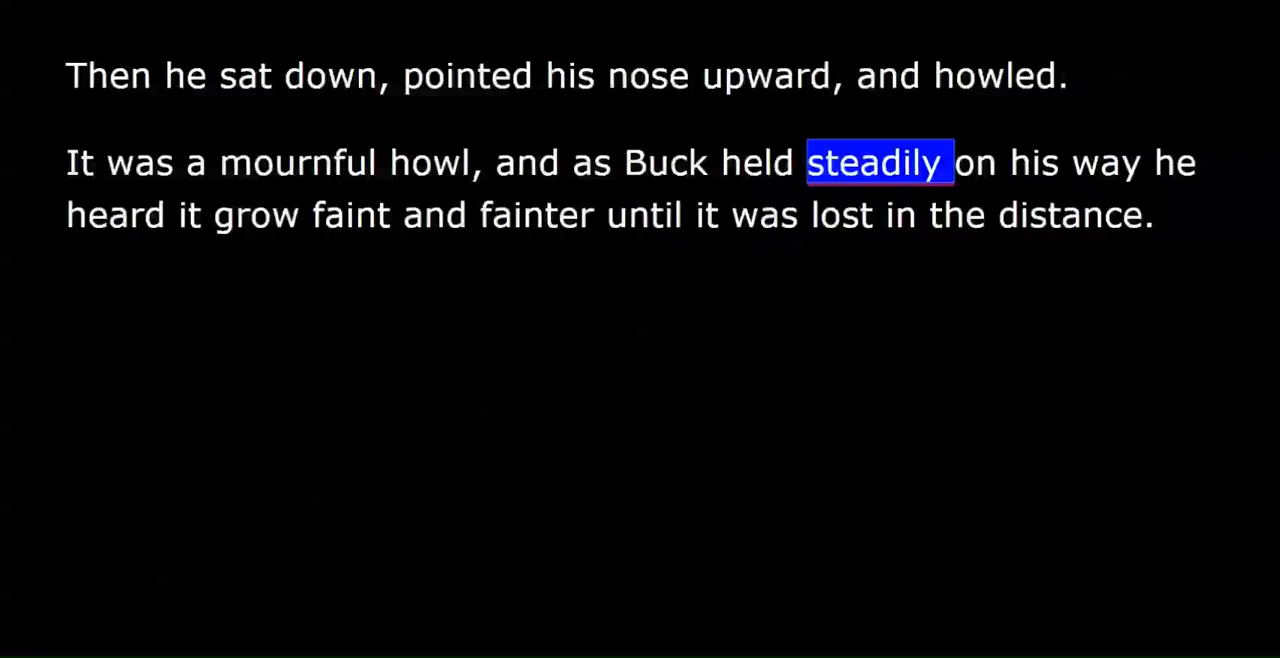 Then he sat down, pointed his nose upward, and howled.
It was a mournful howl, and as Buck held steadily on his way he
heard it grow faint and fainter until it was lost in the distance.